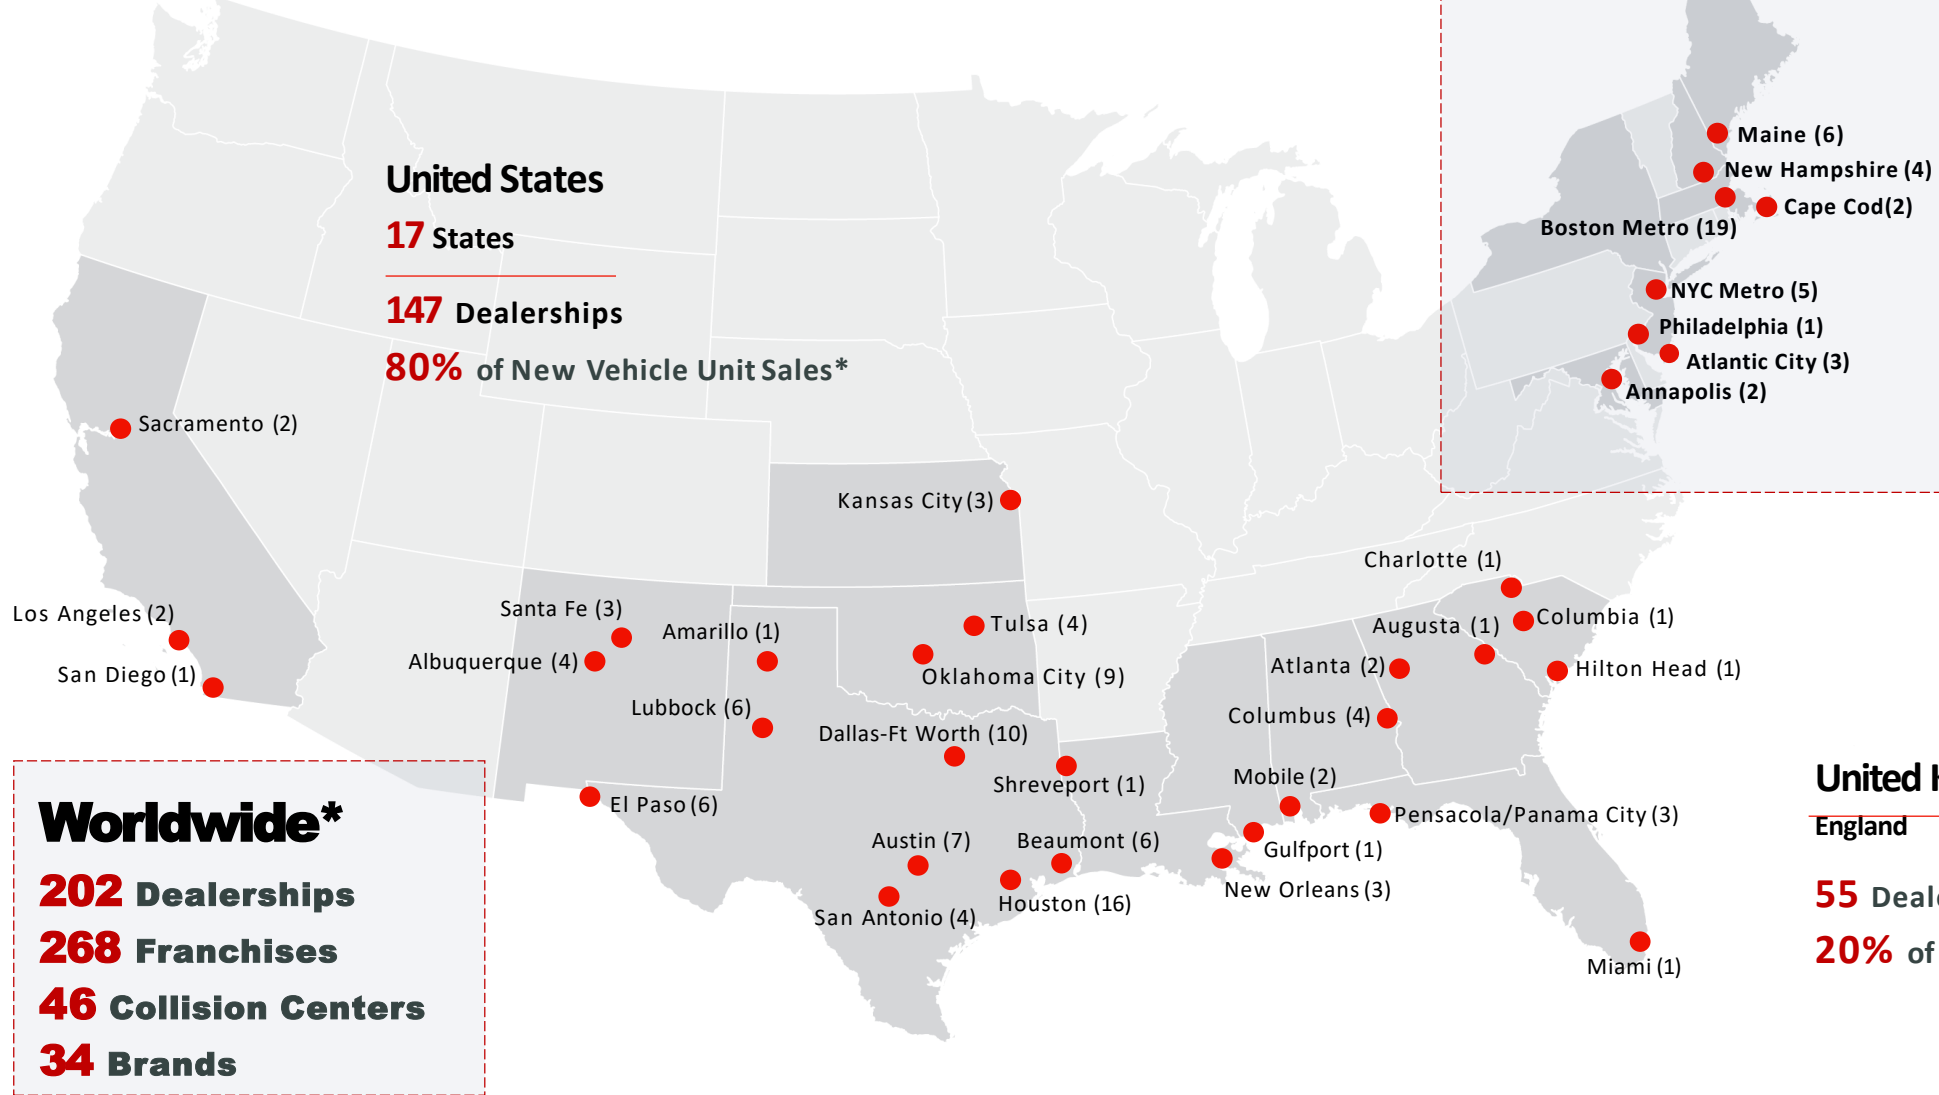 United States
17 States
147 Dealerships
80% of New Vehicle Unit Sales*
Maine (6)
New Hampshire (4)
Cape Cod(2)
Boston Metro (19)
NYC Metro (5)
Philadelphia (1)
Atlantic City (3)
Annapolis (2)
Sacramento (2)
Kansas City (3)
Los Angeles (2)
San Diego (1)
Santa Fe (3)
Albuquerque (4)
Amarillo (1)
Tulsa (4)
Oklahoma City (9)
Lubbock (6)
Dallas-Ft Worth (10)
Shreveport (1)
El Paso (6)
Austin (7)
Beaumont (6)
San Antonio (4)
Houston (16)
Charlotte (1)
Columbia (1)
Augusta (1)
Atlanta (2)
Hilton Head (1)
Columbus (4)
Mobile (2)
Pensacola/Panama City (3)
Gulfport (1)
New Orleans (3)
Miami (1)
Worldwide*
202 Dealerships
268 Franchises
46 Collision Centers
34 Brands
United
England
55
20% of